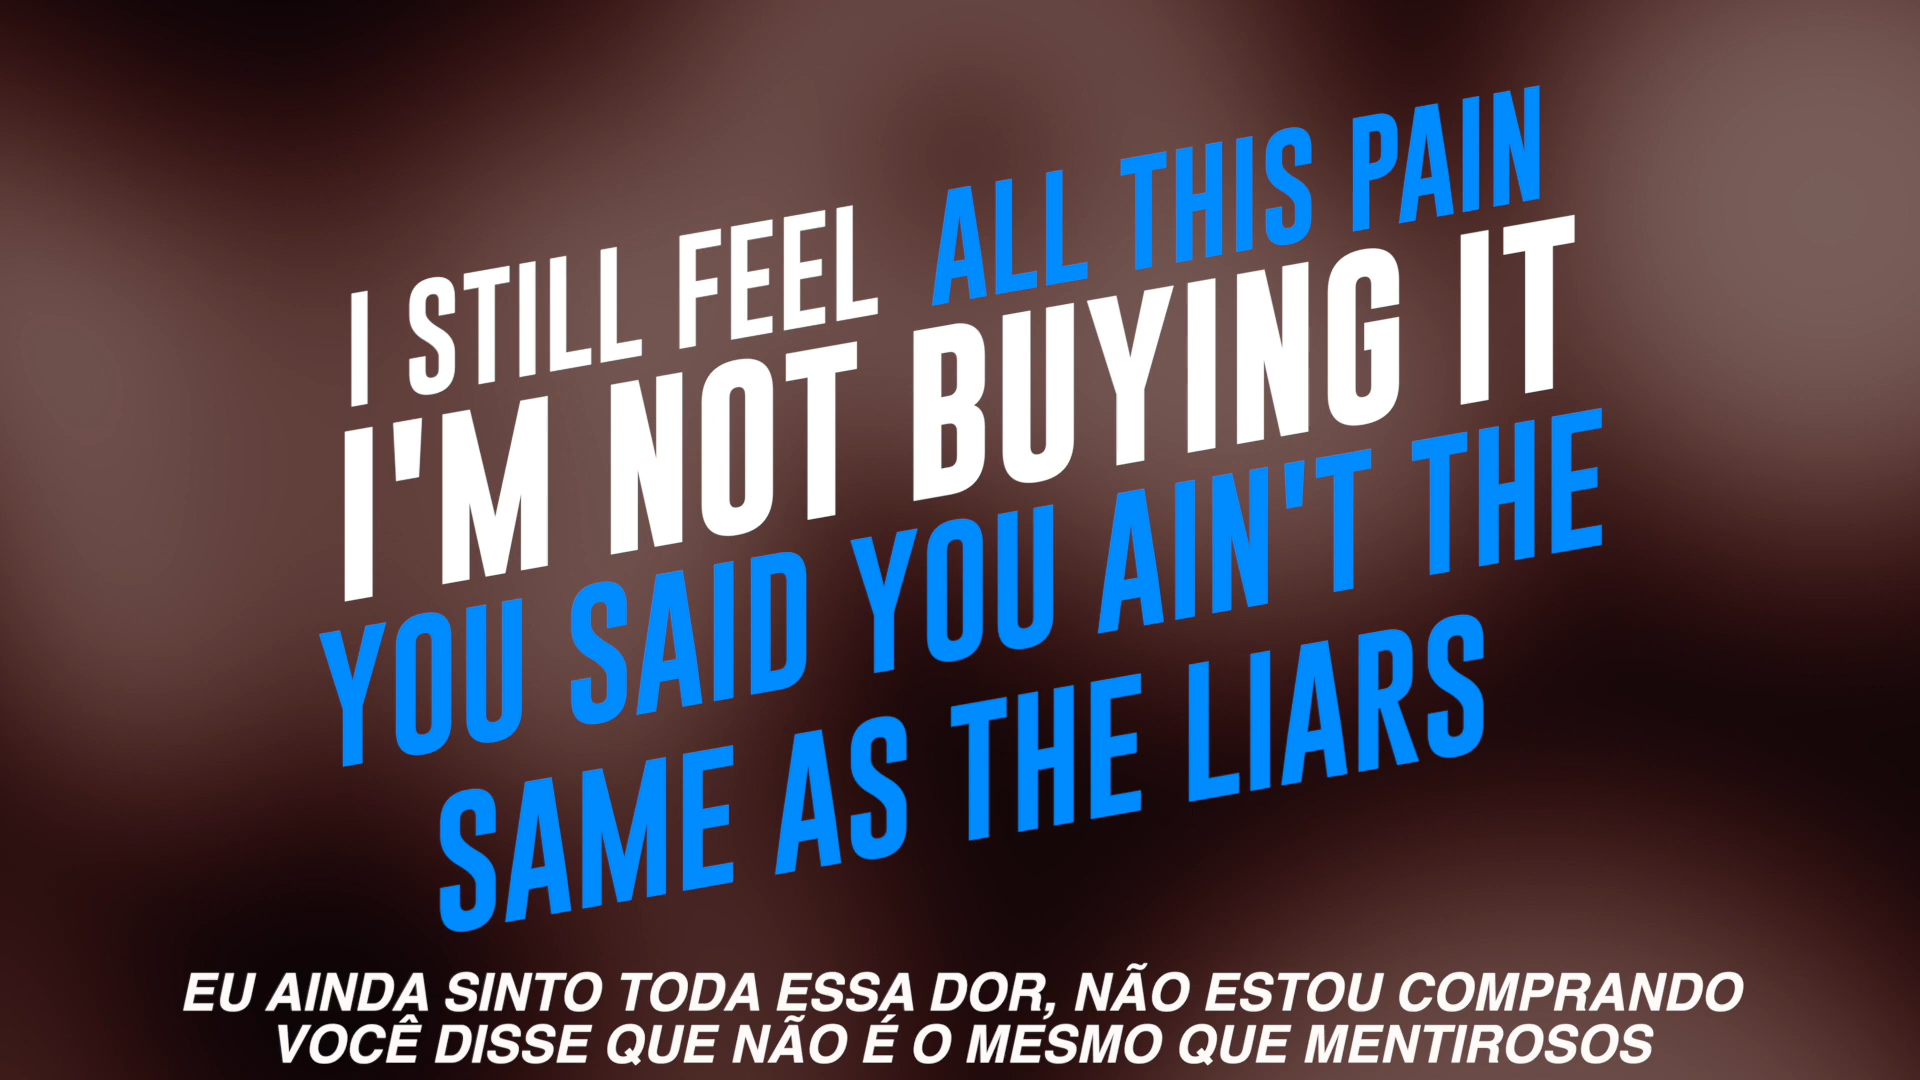 I STILL FEEL ALL THIS PAIN
I'M NOT BUYING IT
YOU SAID YOU AIN'T THE
SAME AS THE LIARS
EU AINDA SINTO TODA ESSA DOR, NÃO ESTOU COMPRANDO
VOCÊ DISSE QUE NÃO É O MESMO QUE MENTIROSOS